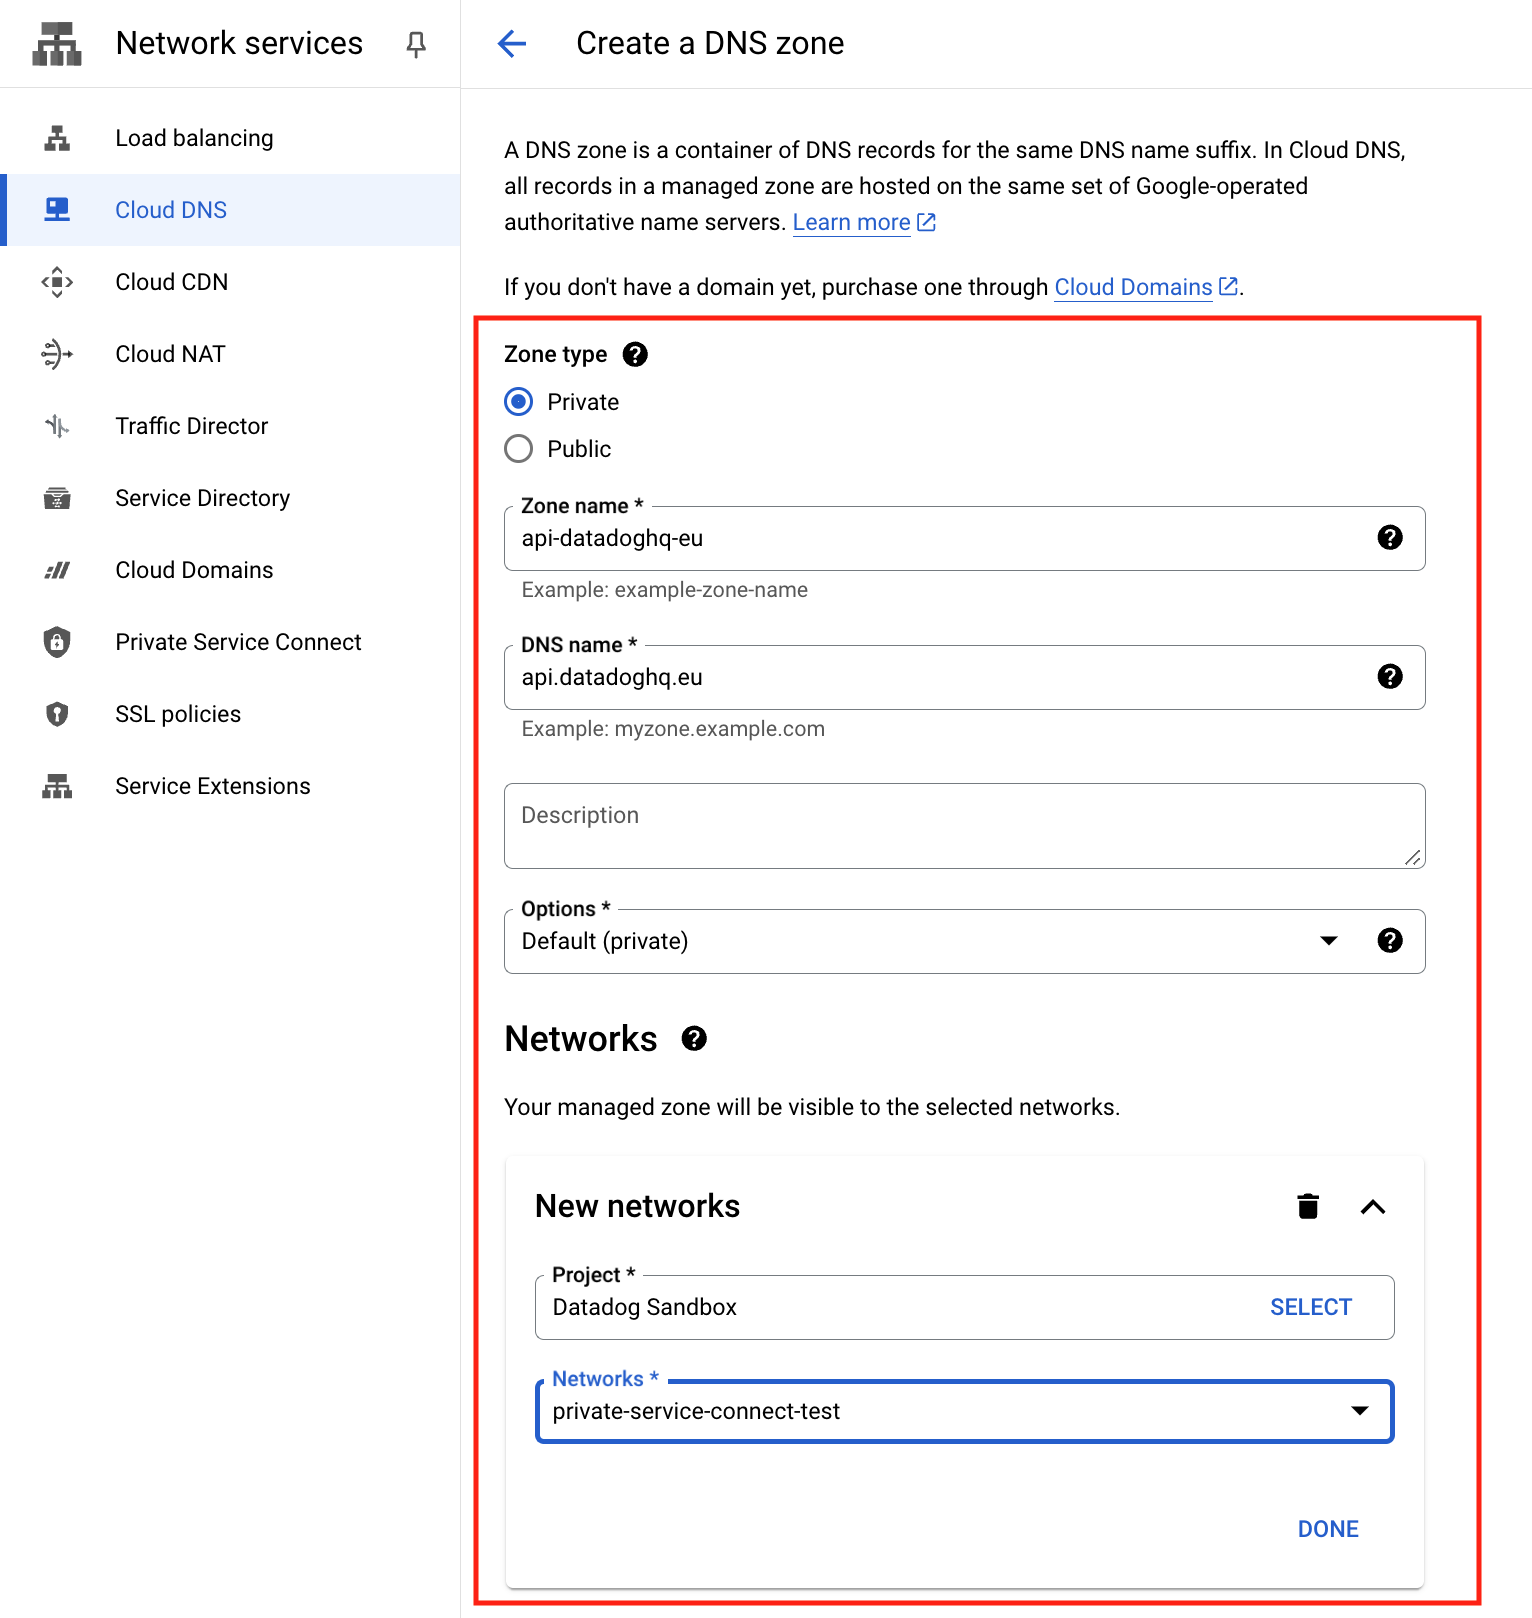 Network services
Load balancing
Cloud DNS
Cloud CDN
Cloud NAT
Traffic Director
Service Directory
Cloud Domains
Private Service Connect
SSL policies
Service Extensions
Create a DNS zone
A DNS zone is a container of DNS records for the same DNS name suffix. In Cloud DNS,
all records in a managed zone are hosted on the same set of Google-operated
authoritative name servers. Learn more
If you don't have a domain yet, purchase one through Cloud Domains.
Zone type ?
Private
Public
Zone name *
api-datadoghq-eu ?
Example: example-zone-name
DNS name *
api.datadoghq.eu ?
Example: myzone.example.com
Description
Options *
Default (private) ?
Networks ?
Your managed zone will be visible to the selected networks.
New networks
Project *
Datadog Sandbox SELECT
Networks *
private-service-connect-test
DONE